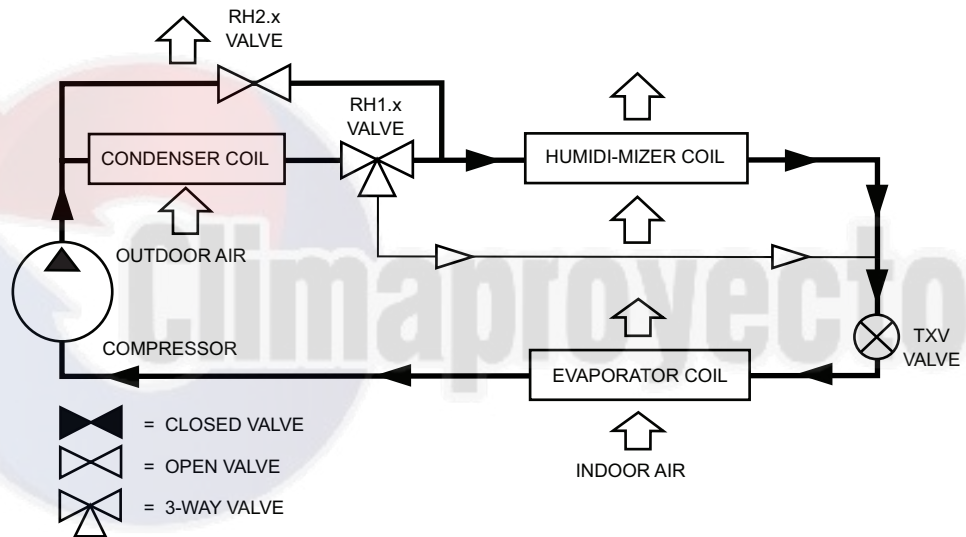 RH2.x
VALVE
RH1.x
VALVE
CONDENSER COIL
HUMIDI-MIZER COIL
OUTDOOR AIR
Climaproyecto
COMPRESSOR
TXV
VALVE
EVAPORATOR COIL
= CLOSED VALVE
= OPEN VALVE
INDOOR AIR
= 3-WAY VALVE